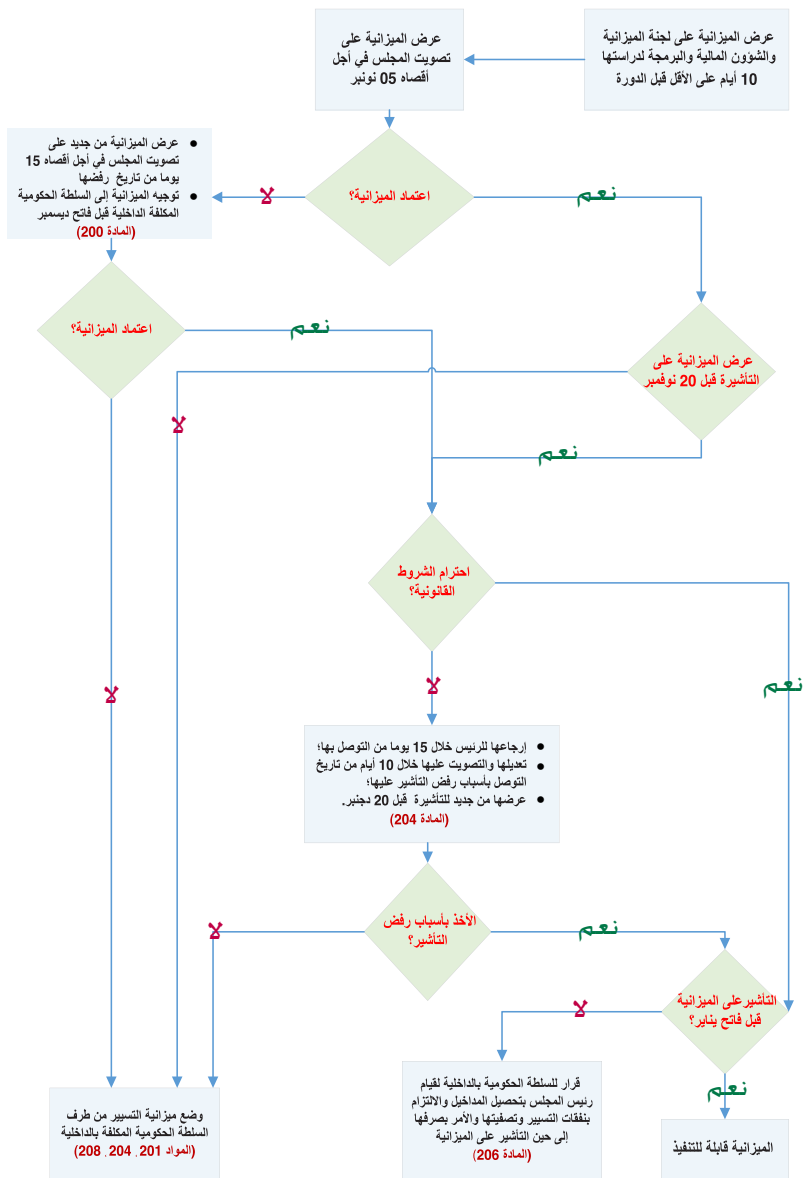 عرض الميزانية على لجنة الميزانية
والشؤون المالية والبرمجة لدراستها
10 أيام على الأقل قبل الدورة
عرض الميزانية على
تصويت المجلس في أجل
أقصاه 05 نونبر
اعتماد الميزانية؟
نعم
لا
● عرض الميزانية من جديد على
تصويت المجلس في أجل أقصاه 15
يوما من تاريخ رفضها
● توجيه الميزانية إلى السلطة الحكومية
المكلفة الداخلية قبل فاتح ديسمبر
(المادة 200)
اعتماد الميزانية؟
نعم
عرض الميزانية على
التأشيرة قبل 20 نوفمبر
لا
نعم
احترام الشروط
القانونية؟
نعم
لا
لا
● إرجاعها للرئيس خلال 15 يوما من التوصل بها؛
● تعديلها والتصويت عليها خلال 10 أيام من تاريخ
التوصل بأسباب رفض التأشير عليها؛
● عرضها من جديد للتأشيرة قبل 20 دجنبر.
(المادة 204)
الأخذ بأسباب رفض
التأشير؟
نعم
لا
التأشيرعلى الميزانية
قبل فاتح يناير؟
لا
نعم
الميزانية قابلة للتنفيذ
قرار للسلطة الحكومية بالداخلية لقيام
رئيس المجلس بتحصيل المداخيل والالتزام
بنفقات التسيير وتصفيتها والأمر بصرفها
إلى حين التأشير على الميزانية
(المادة 206)
وضع ميزانية التسيير من طرف
السلطة الحكومية المكلفة بالداخلية
(المواد 201، 204، 208)